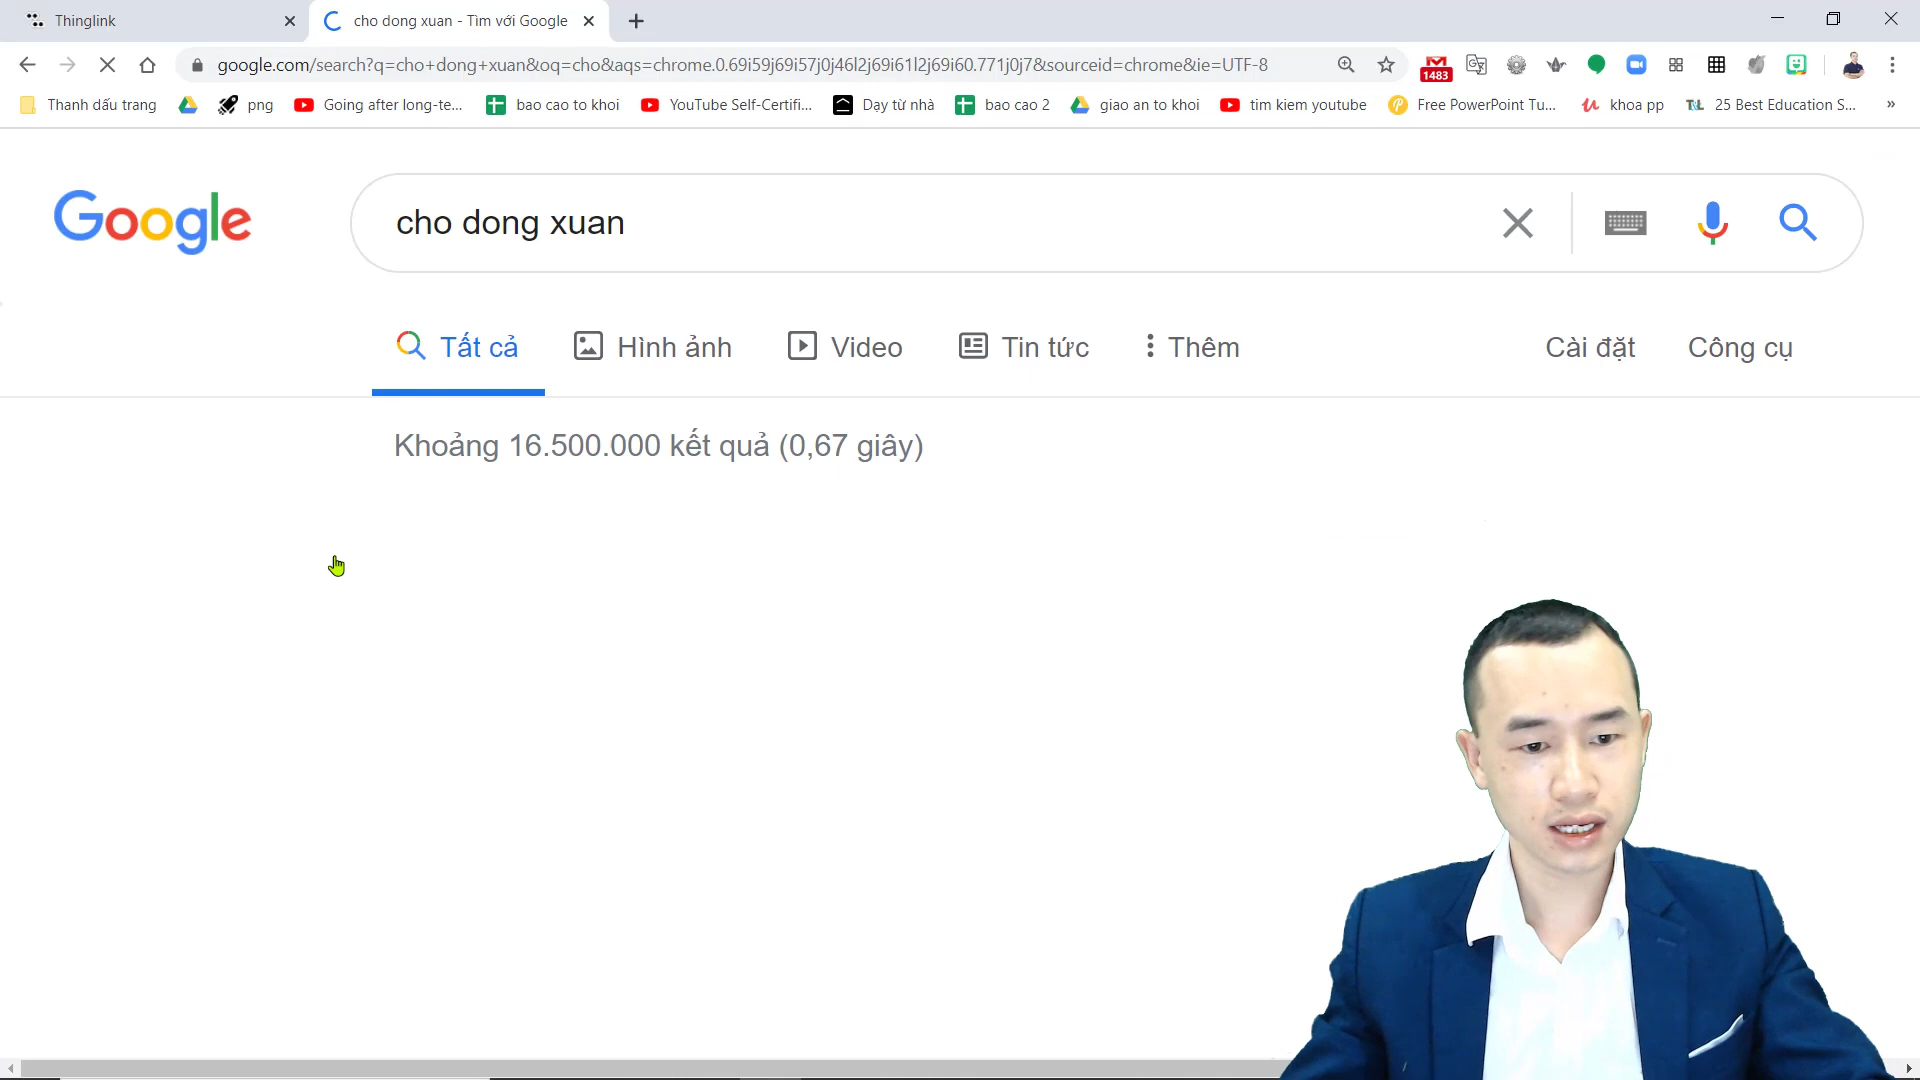 Thinglink
cho dong xuan - Tìm với Google
google.com/search?q=cho+dong+xuan&oq=cho&aqs=chrome.0.69i59j69i57j0j46l2j69i61l2j69i60.771j0j7&sourceid=chrome&ie=UTF-8
1483
Thanh dấu trang
png
Going after long-te...
bao cao to khoi
YouTube Self-Certifi...
Dạy từ nhà
bao cao 2
giao an to khoi
tim kiem youtube
Free PowerPoint Tu...
khoa pp
25 Best Education S...
»
Google
cho dong xuan
Tất cả
Hình ảnh
Video
Tin tức
Thêm
Cài đặt
Công cụ
Khoảng 16.500.000 kết quả (0,67 giây)